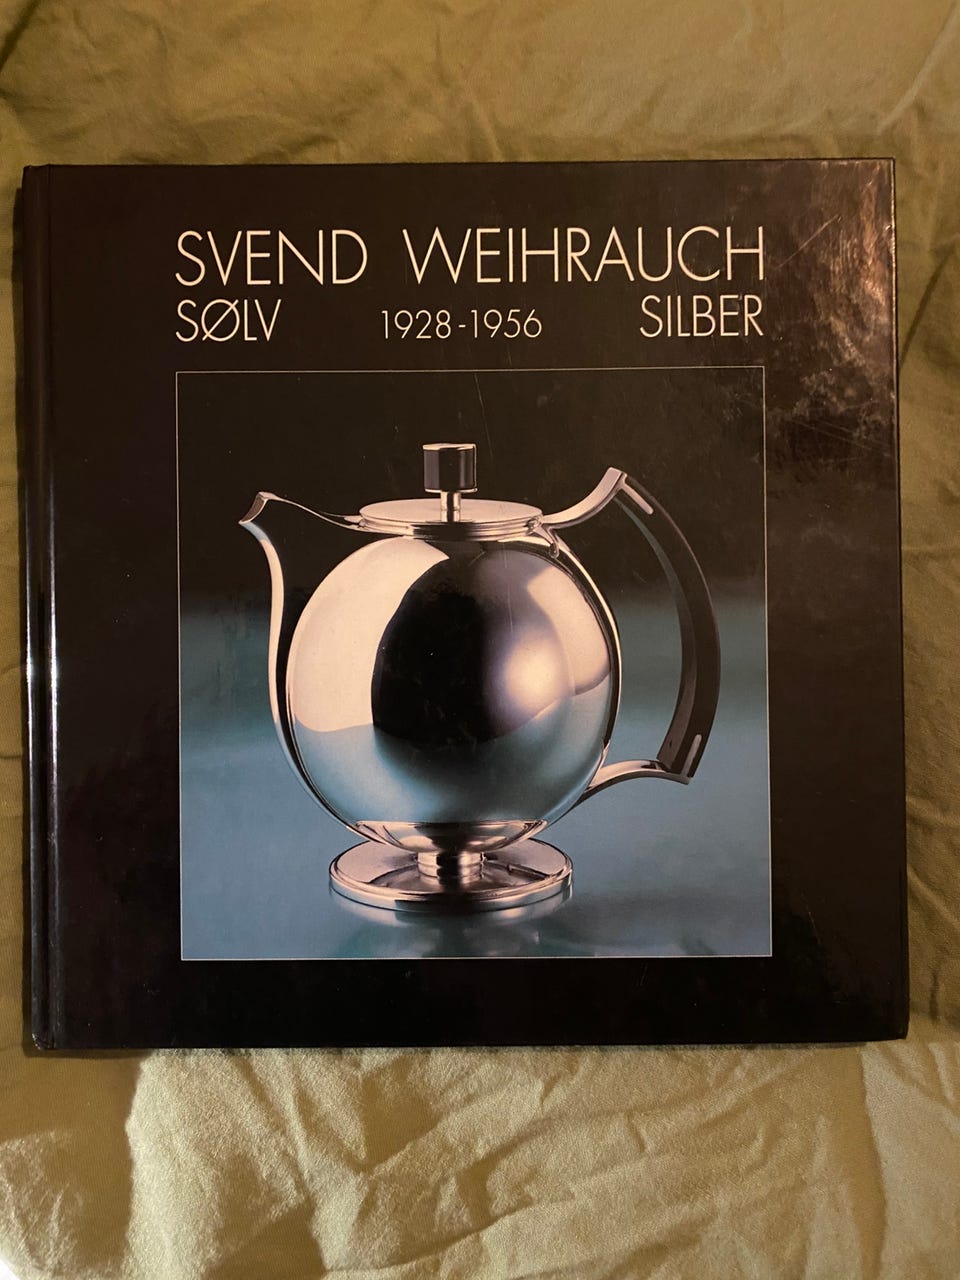 SVEND WEIHRAUCH
SØLV 1928-1956 SILBER